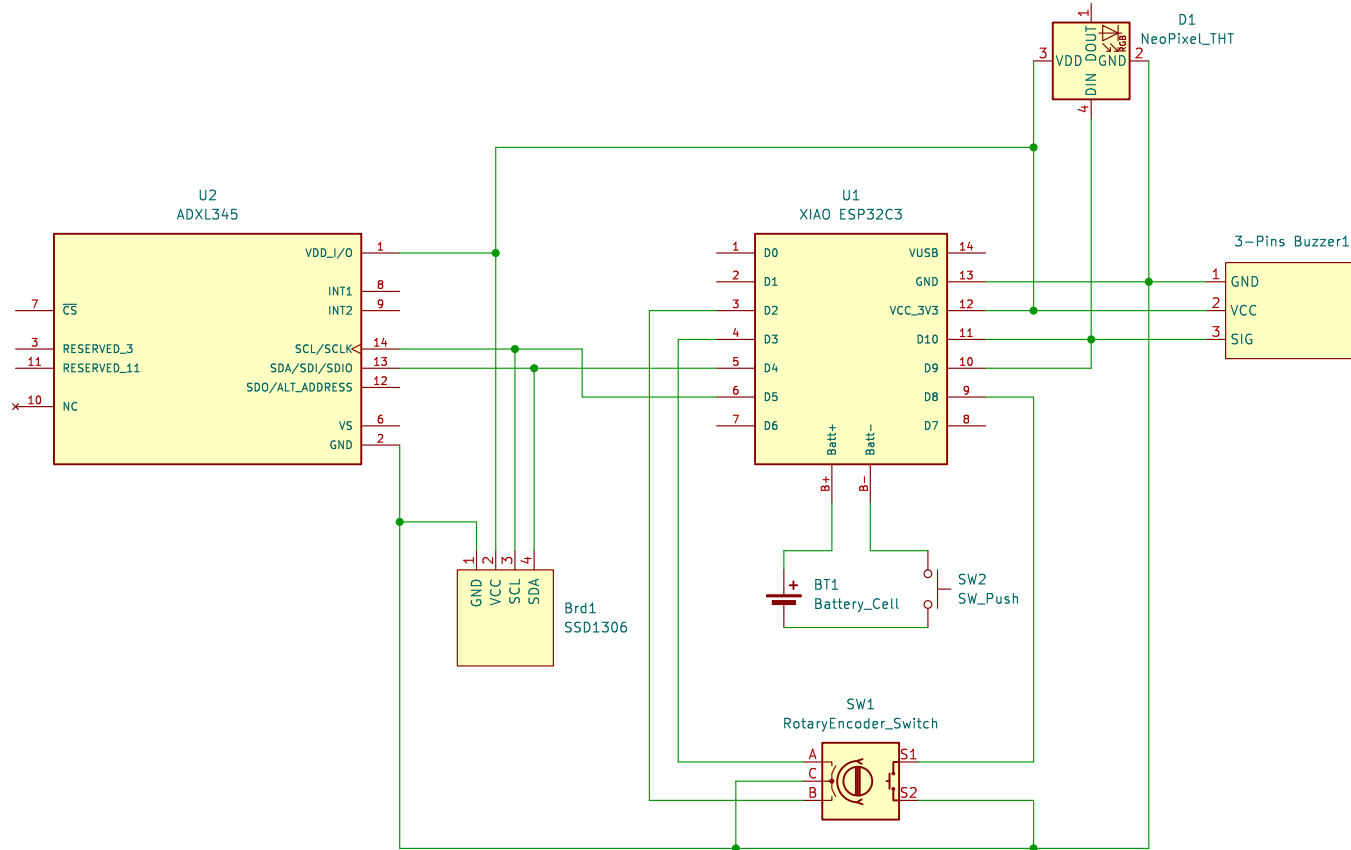 D1
NeoPixel_THT
1
DOUT
RGB
3
VDD
GND
2
DIN
4
U2
ADXL345
VDD_I/O
1
INT1
8
INT2
9
7
CS
3
RESERVED_3
SCL/SCLK
14
11
RESERVED_11
SDA/SDI/SDIO
13
SDO/ALT_ADDRESS
12
10
NC
VS
6
GND
2
U1
XIAO ESP32C3
1
D0
VUSB
14
2
D1
GND
13
3
D2
VCC_3V3
12
4
D3
D10
11
5
D4
D9
10
6
D5
D8
9
7
D6
D7
8
Batt+
Batt-
B+
B-
3-Pins Buzzer1
1
GND
2
VCC
3
SIG
1
2
3
4
GND
VCC
SCL
SDA
Brd1
SSD1306
+
BT1
Battery_Cell
SW2
SW_Push
SW1
RotaryEncoder_Switch
A
S1
C
B
S2